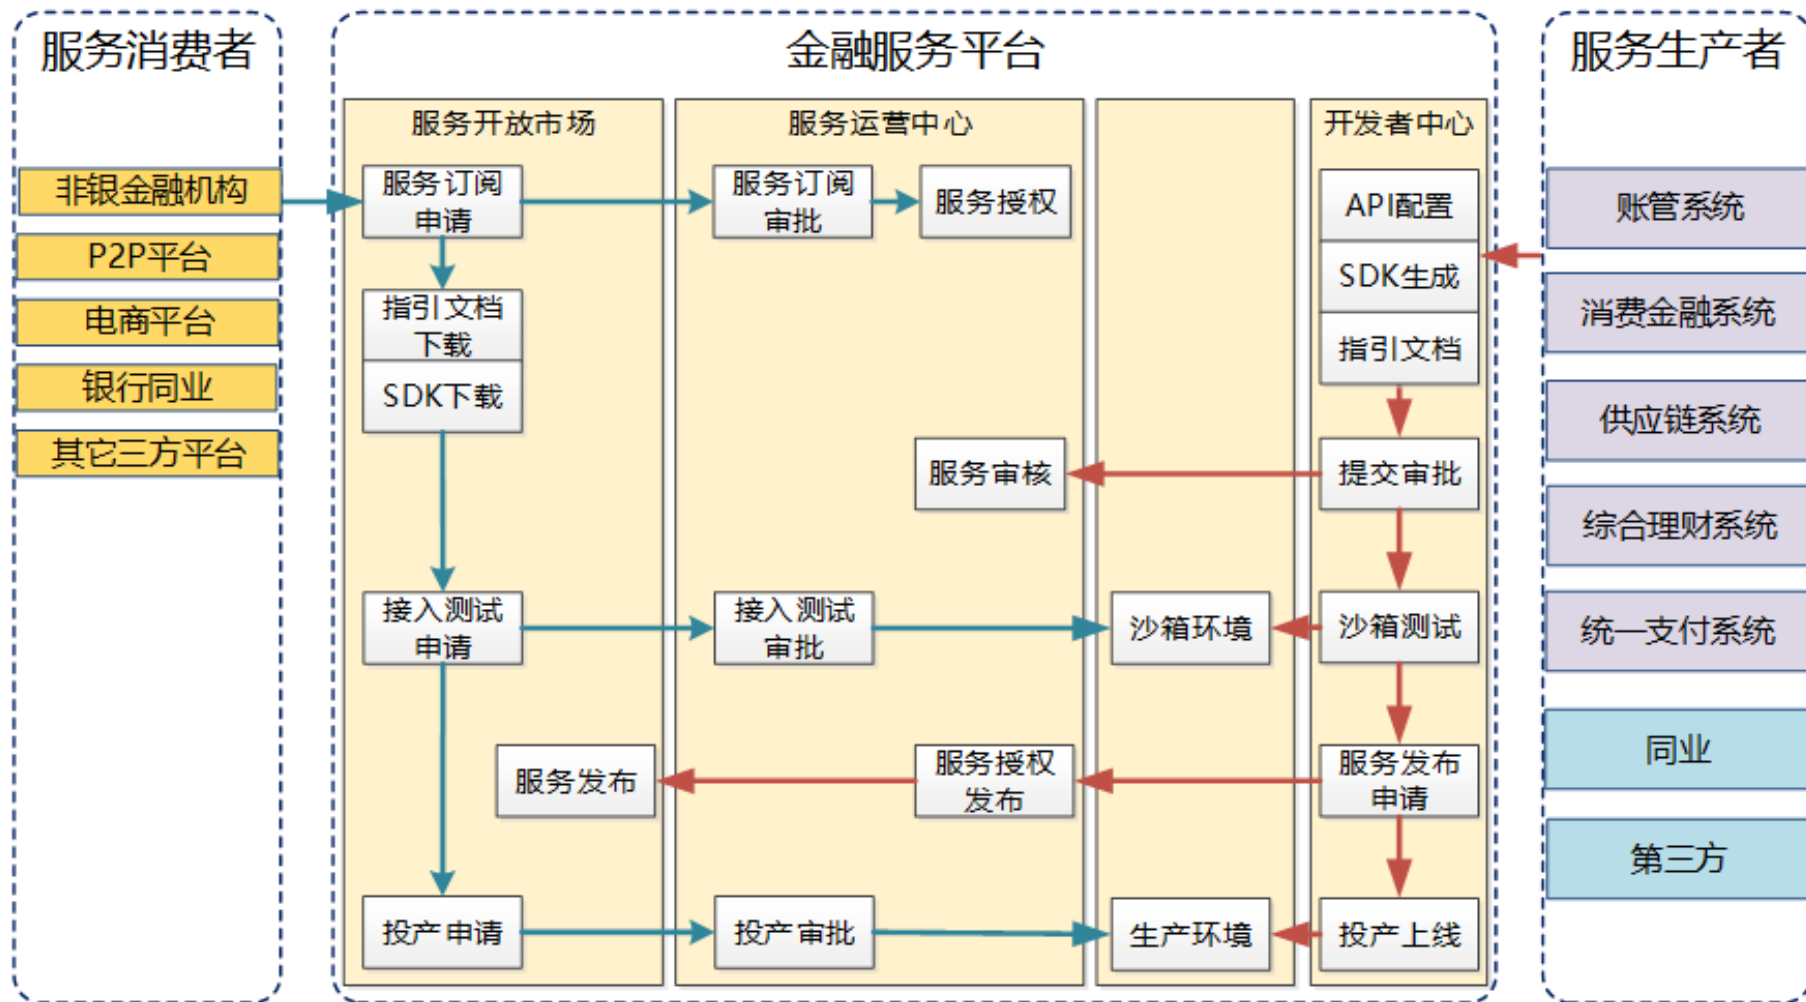 服务消费者
非银金融机构
P2P平台
电商平台
银行同业
其它三方平台
金融服务平台
服务开放市场
服务订阅
申请
指引文档
下载
SDK下载
接入测试
申请
服务发布
投产申请
服务运营中心
服务订阅
审批
服务授权
服务审核
接入测试
审批
服务授权
发布
投产审批
沙箱环境
生产环境
开发者中心
API配置
SDK生成
指引文档
提交审批
沙箱测试
服务发布
申请
投产上线
服务生产者
账管系统
消费金融系统
供应链系统
综合理财系统
统一支付系统
同业
第三方